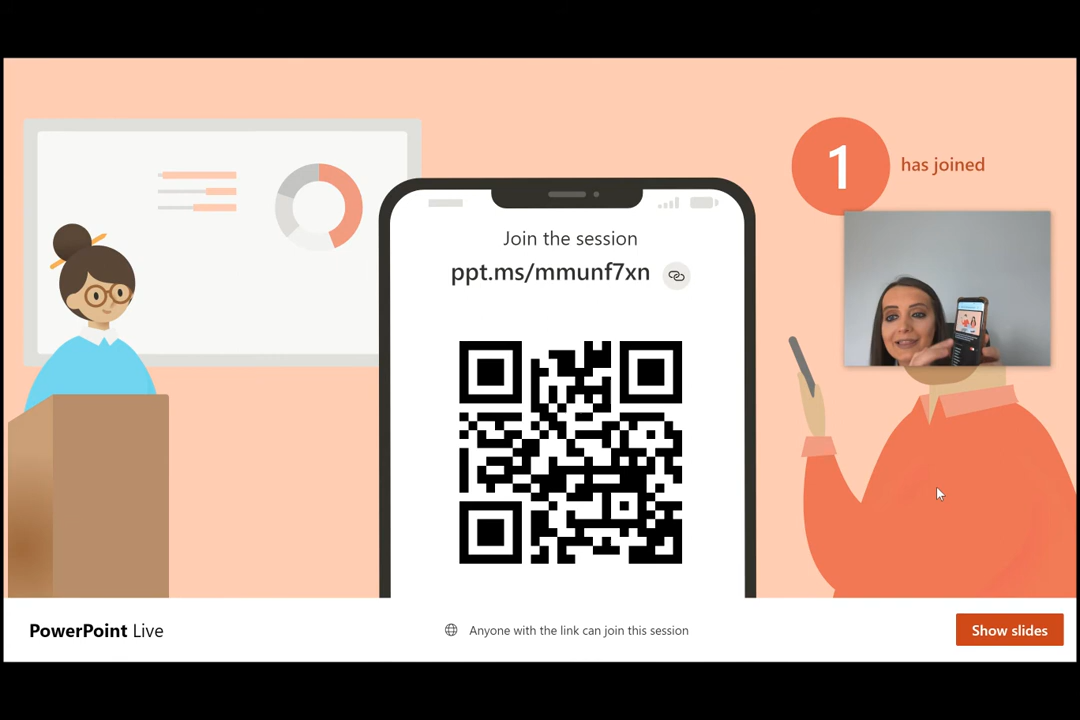 1 has joined
Join the session
ppt.ms/mmunf7xn
PowerPoint Live
Anyone with the link can join this session
Show slides